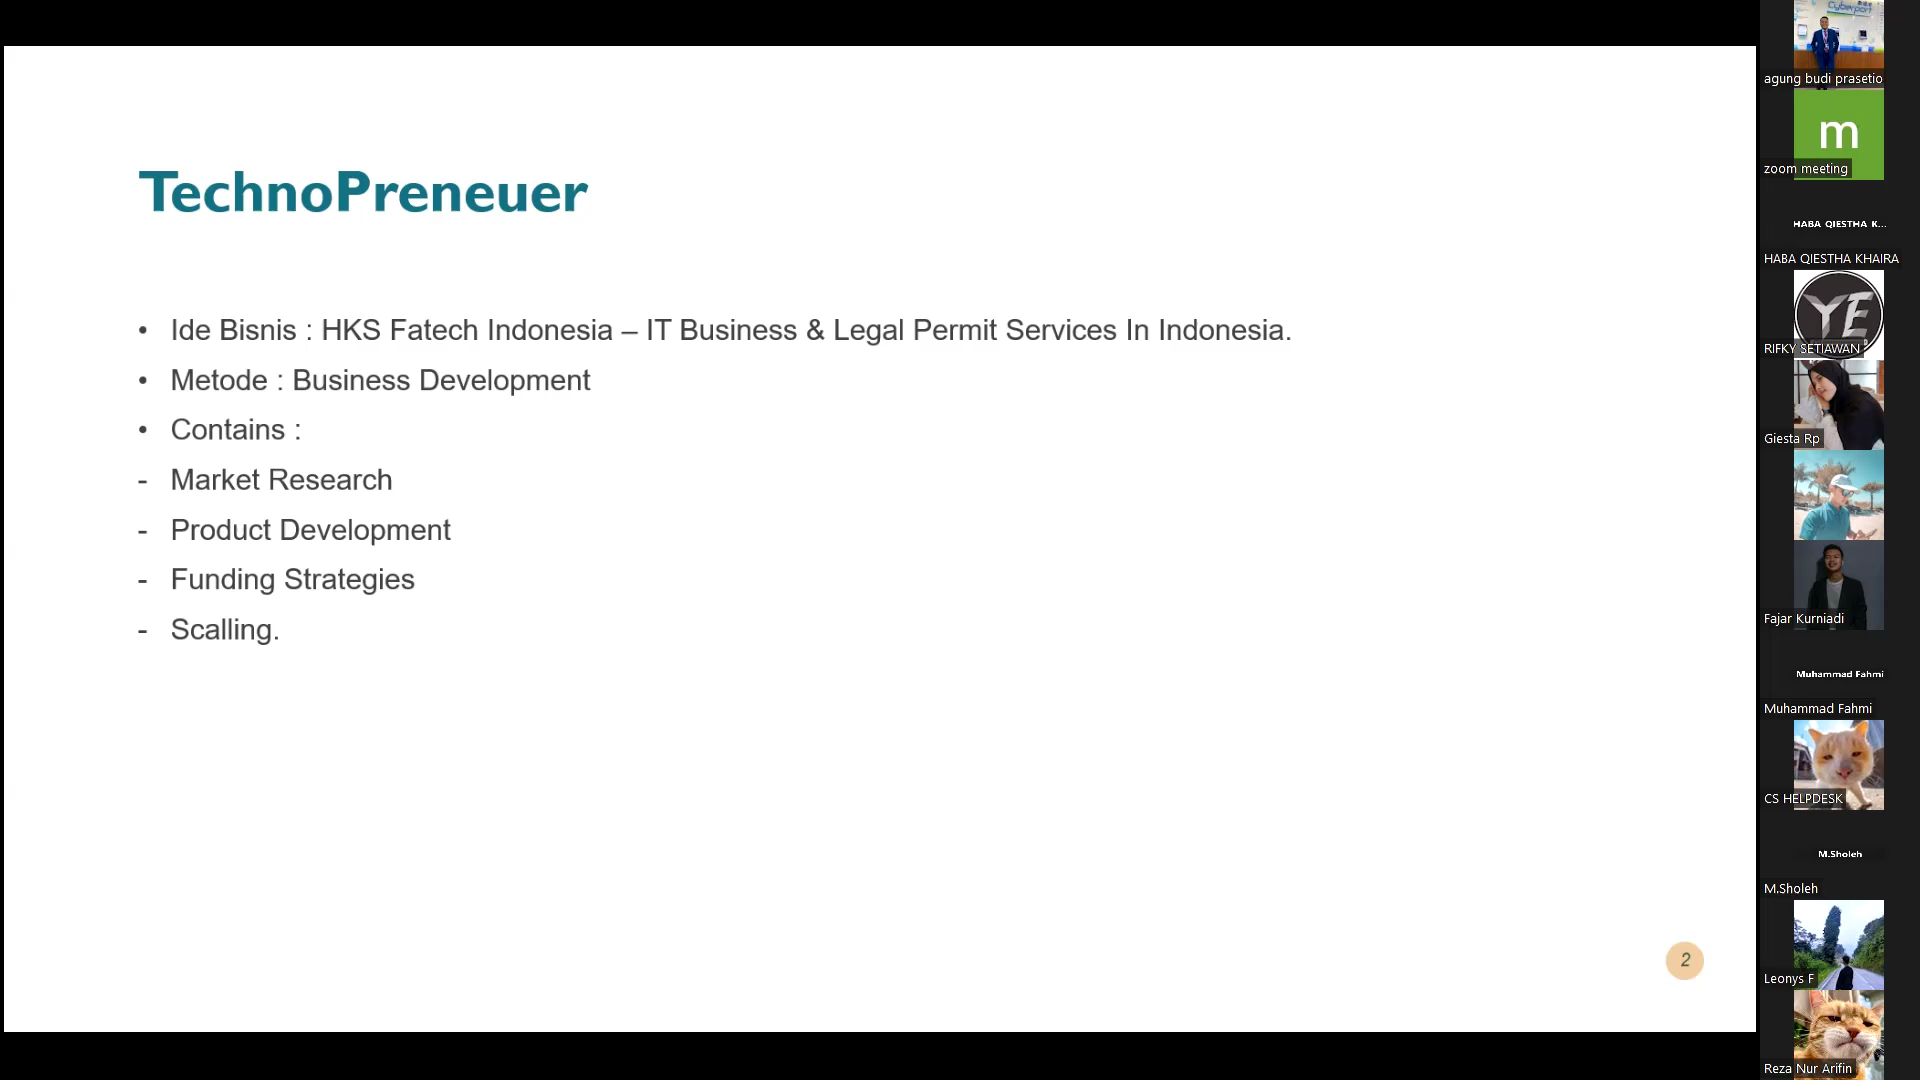 TechnoPreneuer
• Ide Bisnis : HKS Fatech Indonesia – IT Business & Legal Permit Services In Indonesia.
• Metode : Business Development
• Contains :
- Market Research
- Product Development
- Funding Strategies
- Scalling.
2
Cyberport
agung budi prasetio
m
zoom meeting
HABA QIESTHA K...
HABA QIESTHA KHAIRA
YE
RIFKY SETIAWAN
Giesta Rp
Fajar Kurniadi
Muhammad Fahmi
Muhammad Fahmi
CS HELPDESK
M.Sholeh
M.Sholeh
Leonys F
Reza Nur Arifin